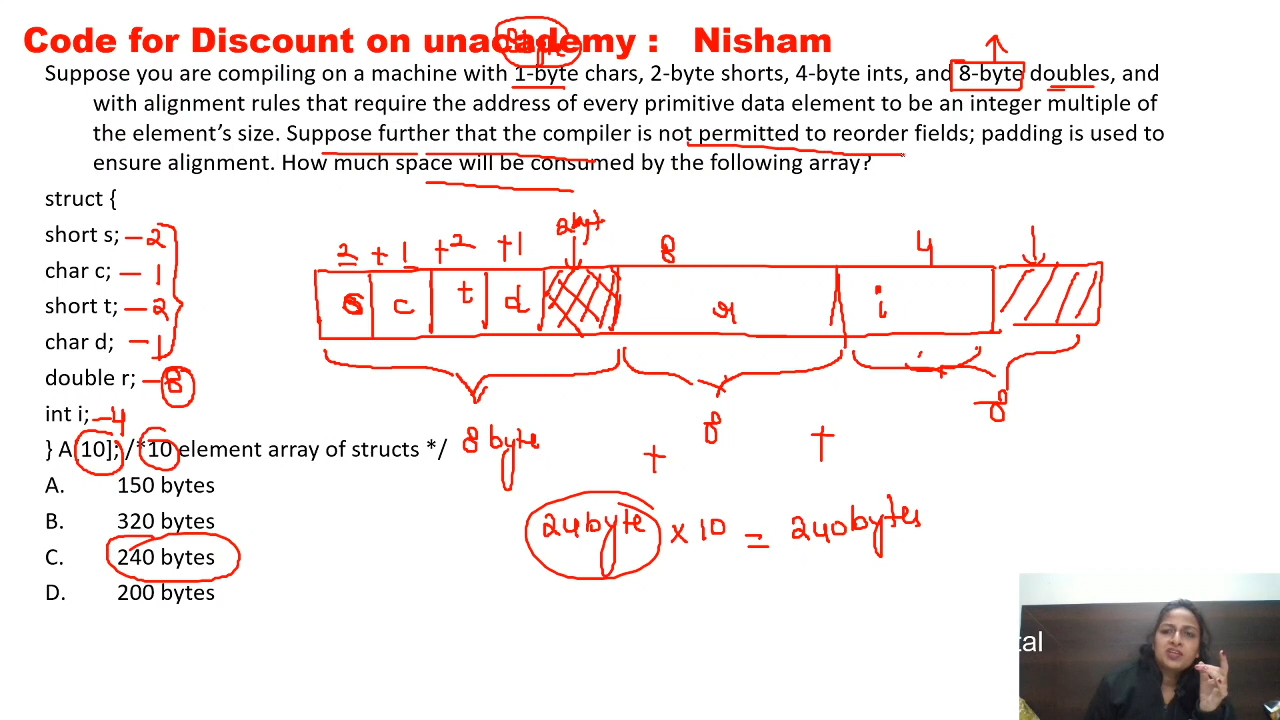 Code for Discount on unacademy : Nisham
Suppose you are compiling on a machine with 1-byte chars, 2-byte shorts, 4-byte ints, and 8-byte doubles, and
with alignment rules that require the address of every primitive data element to be an integer multiple of
the element's size. Suppose further that the compiler is not permitted to reorder fields; padding is used to
ensure alignment. How much space will be consumed by the following array?
struct {
short s; – 2
char c; – 1
short t; – 2
char d; – 1
double r; – 8
int i; – 4
} A[10]; /*10 element array of structs */
A. 150 bytes
B. 320 bytes
C. 240 bytes
D. 200 bytes
2 + 1 + 2 + 1 8 4
s c t d r i
8 byte + 8 + 8
24 byte × 10 = 240 bytes
tal